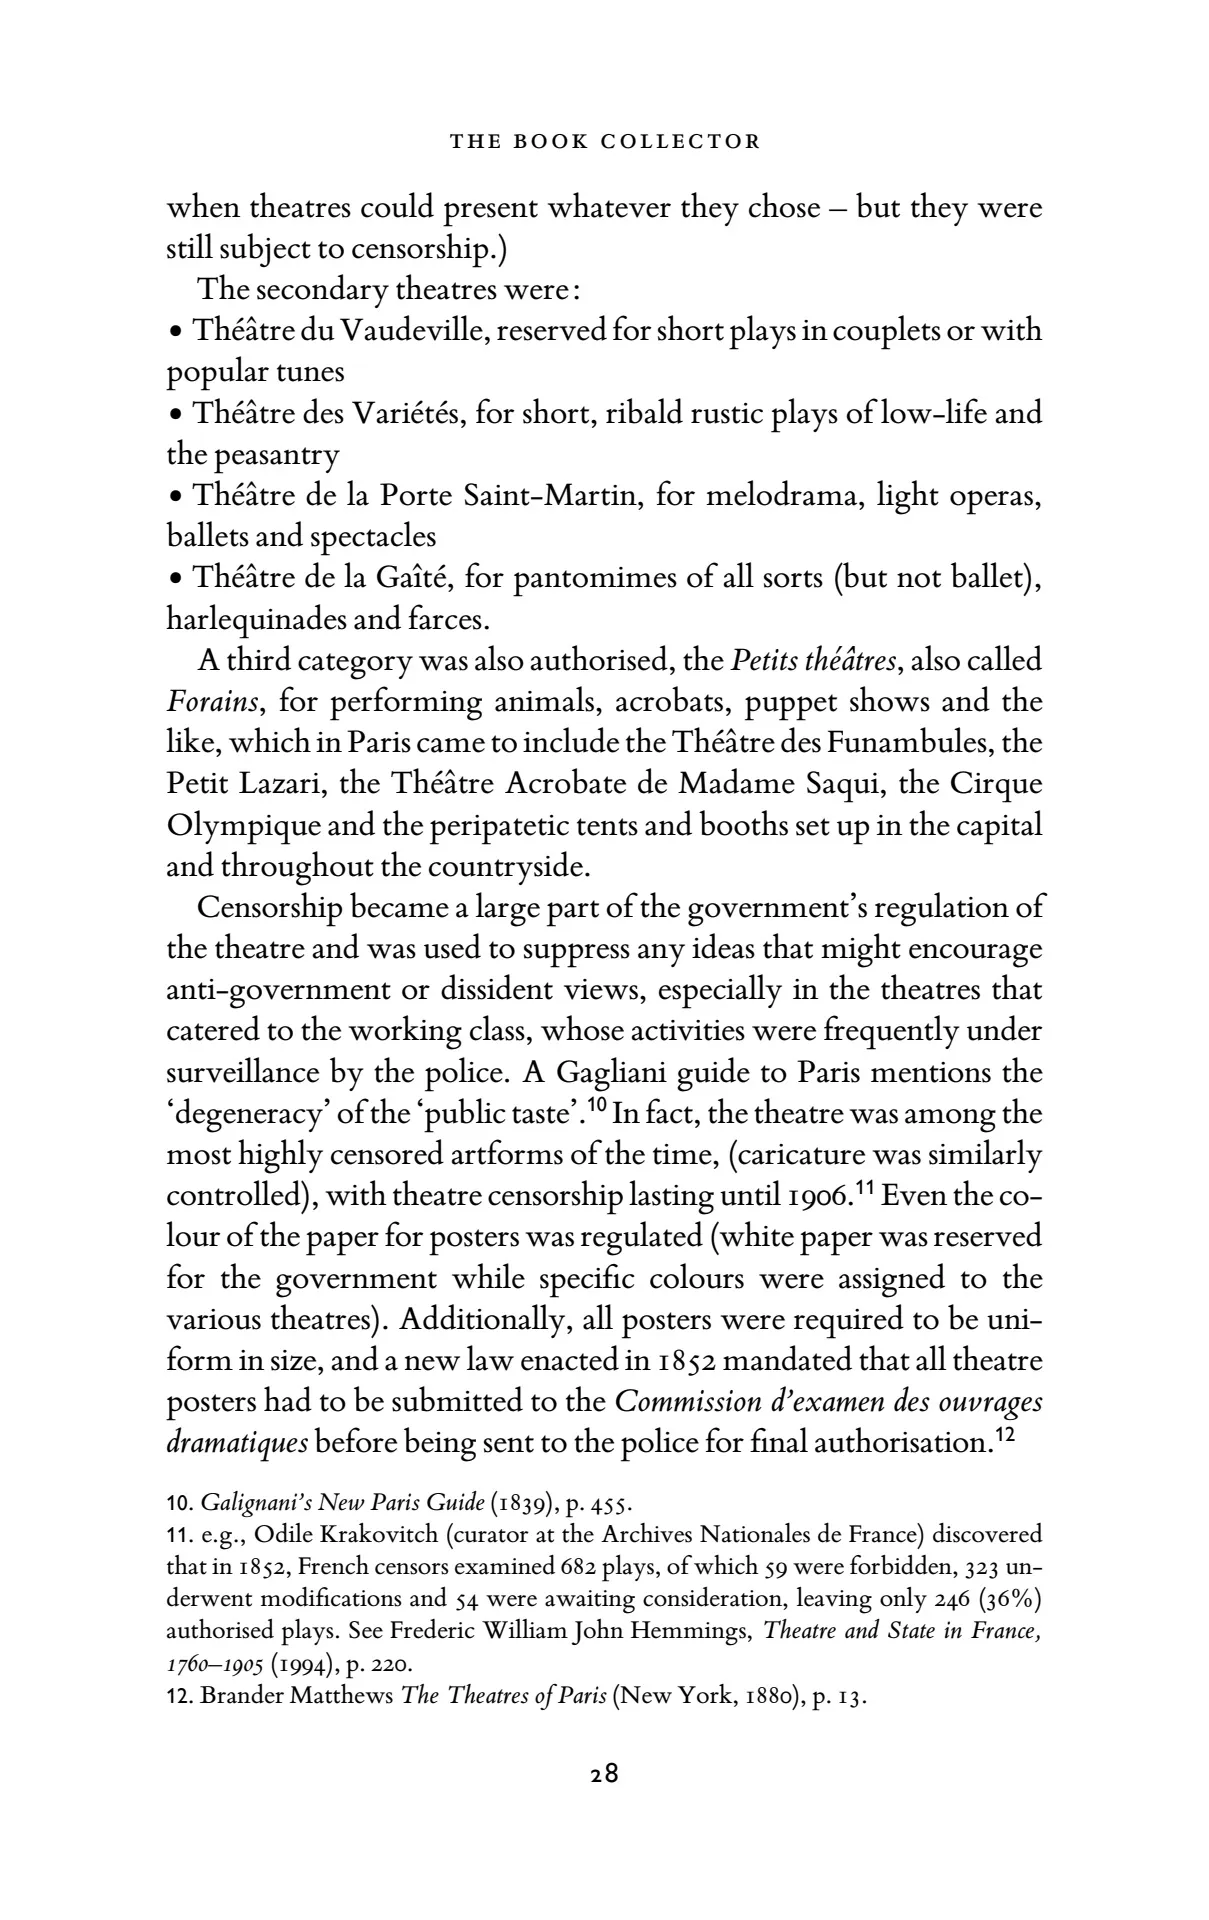 THE BOOK COLLECTOR
when theatres could present whatever they chose – but they were
still subject to censorship.)
The secondary theatres were:
• Théâtre du Vaudeville, reserved for short plays in couplets or with
popular tunes
• Théâtre des Variétés, for short, ribald rustic plays of low-life and
the peasantry
• Théâtre de la Porte Saint-Martin, for melodrama, light operas,
ballets and spectacles
• Théâtre de la Gaîté, for pantomimes of all sorts (but not ballet),
harlequinades and farces.
A third category was also authorised, the Petits théâtres, also called
Forains, for performing animals, acrobats, puppet shows and the
like, which in Paris came to include the Théâtre des Funambules, the
Petit Lazari, the Théâtre Acrobate de Madame Saqui, the Cirque
Olympique and the peripatetic tents and booths set up in the capital
and throughout the countryside.
Censorship became a large part of the government’s regulation of
the theatre and was used to suppress any ideas that might encourage
anti-government or dissident views, especially in the theatres that
catered to the working class, whose activities were frequently under
surveillance by the police. A Gagliani guide to Paris mentions the
‘degeneracy’ of the ‘public taste’.10 In fact, the theatre was among the
most highly censored artforms of the time, (caricature was similarly
controlled), with theatre censorship lasting until 1906.11 Even the co-
lour of the paper for posters was regulated (white paper was reserved
for the government while specific colours were assigned to the
various theatres). Additionally, all posters were required to be uni-
form in size, and a new law enacted in 1852 mandated that all theatre
posters had to be submitted to the Commission d’examen des ouvrages
dramatiques before being sent to the police for final authorisation.12
10. Galignani’s New Paris Guide (1839), p. 455.
11. e.g., Odile Krakovitch (curator at the Archives Nationales de France) discovered
that in 1852, French censors examined 682 plays, of which 59 were forbidden, 323 un-
derwent modifications and 54 were awaiting consideration, leaving only 246 (36%)
authorised plays. See Frederic William John Hemmings, Theatre and State in France,
1760–1905 (1994), p. 220.
12. Brander Matthews The Theatres of Paris (New York, 1880), p. 13.
28